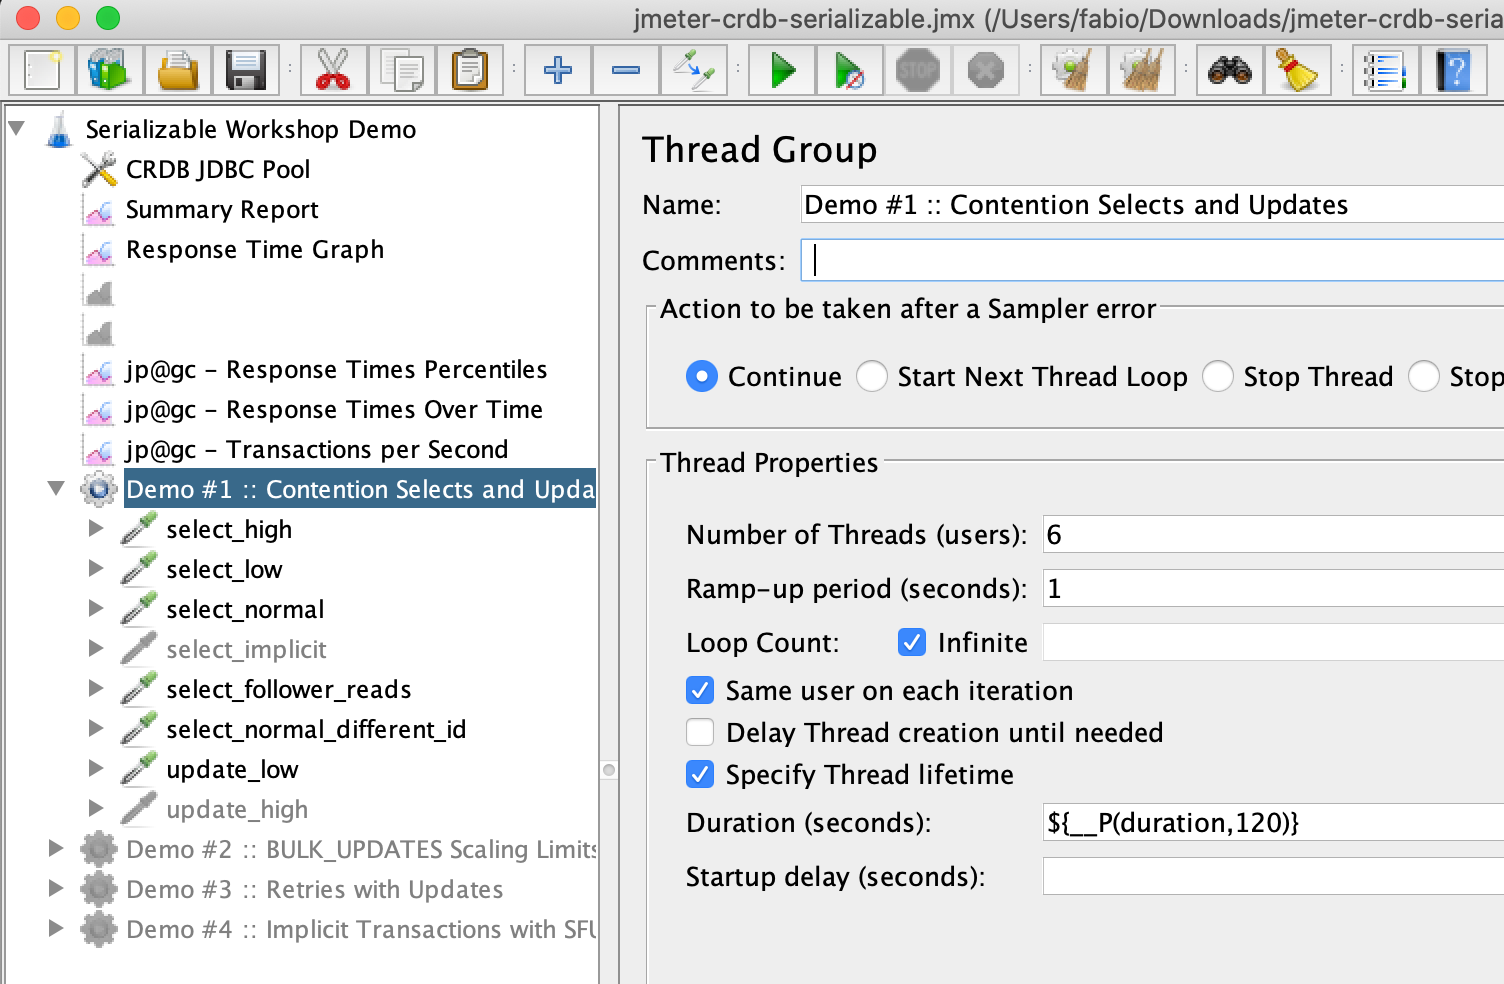 jmeter-crdb-serializable.jmx (/Users/fabio/Downloads/jmeter-crdb-seria
STOP
Serializable Workshop Demo
CRDB JDBC Pool
Summary Report
Response Time Graph
jp@gc - Response Times Percentiles
jp@gc - Response Times Over Time
jp@gc - Transactions per Second
Demo #1 :: Contention Selects and Upda
select_high
select_low
select_normal
select_implicit
select_follower_reads
select_normal_different_id
update_low
update_high
Demo #2 :: BULK_UPDATES Scaling Limits
Demo #3 :: Retries with Updates
Demo #4 :: Implicit Transactions with SFU
Thread Group
Name: Demo #1 :: Contention Selects and Updates
Comments:
Action to be taken after a Sampler error
Continue Start Next Thread Loop Stop Thread Stop
Thread Properties
Number of Threads (users): 6
Ramp-up period (seconds): 1
Loop Count: Infinite
Same user on each iteration
Delay Thread creation until needed
Specify Thread lifetime
Duration (seconds): ${__P(duration,120)}
Startup delay (seconds):